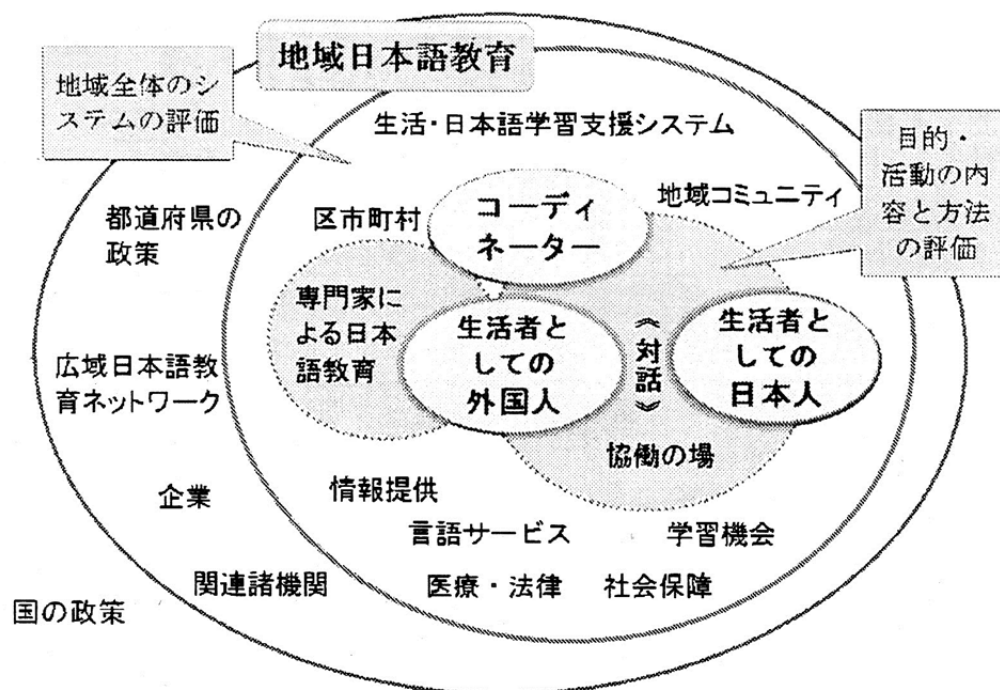 地域日本語教育
地域全体のシ
ステムの評価
生活・日本語学習支援システム
目的・
活動の内
容と方法
の評価
地域コミュニティ
都道府県の
政策
区市町村
コーディ
ネーター
専門家に
よる日本
語教育
生活者と
しての
外国人
《対話》
生活者と
しての
日本人
広域日本語教
育ネットワーク
協働の場
企業
情報提供
言語サービス
学習機会
関連諸機関
医療・法律
社会保障
国の政策